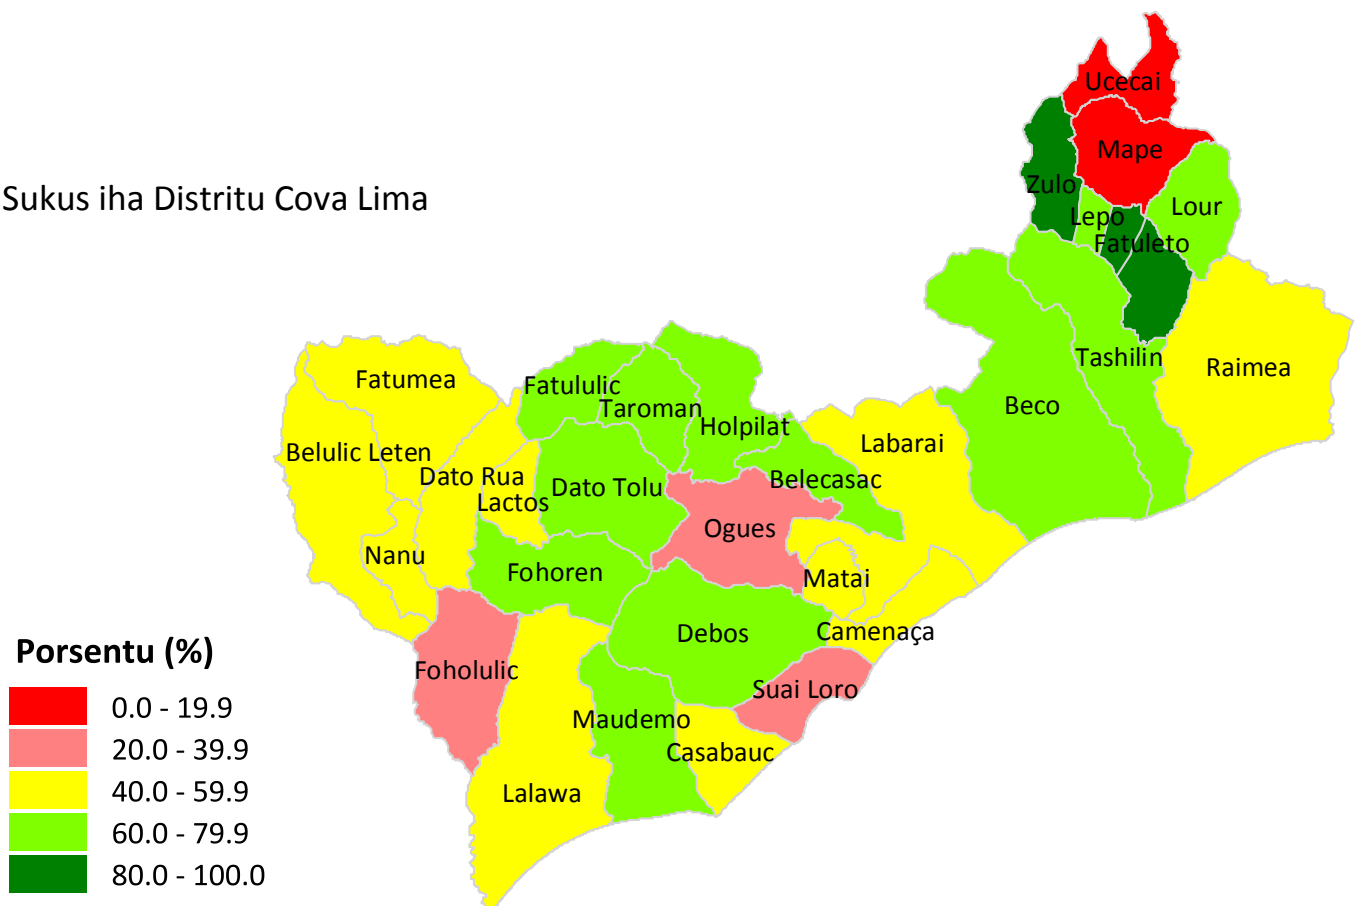 Ucecai
Mape
Zulo
Sukus iha Distritu Cova Lima
Lepo
Lour
Fatuleto
Tashilin
Raimea
Fatumea
Fatululic
Taroman
Beco
Holpilat
Labarai
Belulic Leten
Dato Rua
Belecasac
Dato Tolu
Lactos
Ogues
Nanu
Fohoren
Matai
Debos
Camenaça
Foholulic
Suai Loro
Maudemo
Casabauc
Lalawa
Porsentu (%)
0.0 - 19.9
20.0 - 39.9
40.0 - 59.9
60.0 - 79.9
80.0 - 100.0